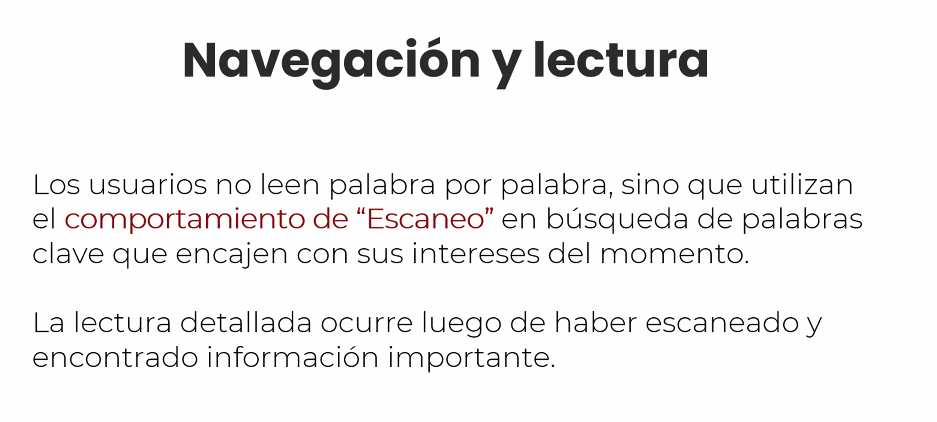 Navegación y lectura
Los usuarios no leen palabra por palabra, sino que utilizan
el comportamiento de “Escaneo” en búsqueda de palabras
clave que encajen con sus intereses del momento.
La lectura detallada ocurre luego de haber escaneado y
encontrado información importante.